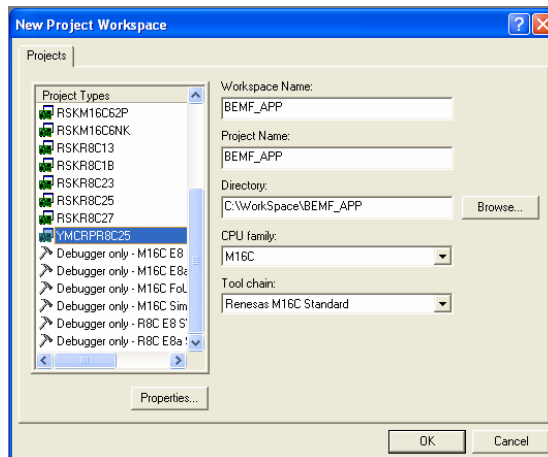 New Project Workspace
Projects
Project Types
RSKM16C62P
RSKM16C6NK
RSKR8C13
RSKR8C1B
RSKR8C23
RSKR8C25
RSKR8C27
YMCRPR8C25
Debugger only - M16C E8
Debugger only - M16C E8a
Debugger only - M16C FoU
Debugger only - M16C Sim
Debugger only - R8C E8 S
Debugger only - R8C E8a S
Properties...
Workspace Name:
BEMF_APP
Project Name:
BEMF_APP
Directory:
C:\WorkSpace\BEMF_APP
Browse...
CPU family:
M16C
Tool chain:
Renesas M16C Standard
OK
Cancel